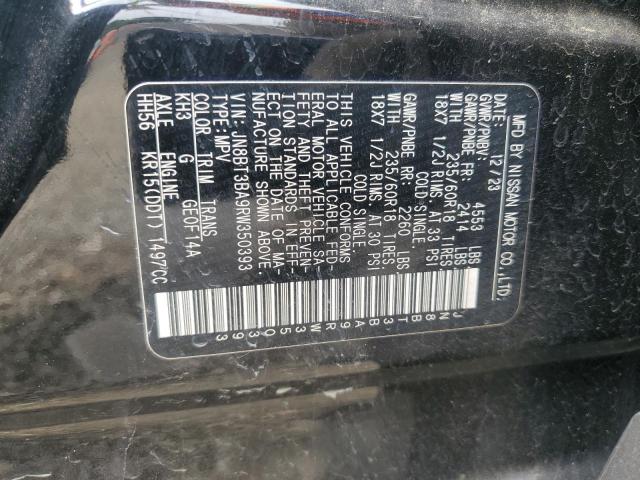 MFD BY NISSAN MOTOR CO.,LTD.
12/23
GVMR/PNBV: 4553 LBS
GAMR/PNBE FR: 2414 LBS
WITH 235/60R18 TIRES,
18X7 1/2J RIMS, AT 33 PSI
COLD SINGLE.
GAMR/PNBE RR: 2260 LBS
WITH 235/60R18 TIRES,
18X7 1/2J RIMS, AT 30 PSI
COLD SINGLE.
THIS VEHICLE CONFORMS
TO ALL APPLICABLE FED-
ERAL MOTOR VEHICLE SA-
FETY AND THEFT PREVEN-
TION STANDARDS IN EFF-
ECT ON THE DATE OF MA-
NUFACTURE SHOWN ABOVE.
VIN: JN8BT3BA9RW350393
TYPE: MPV
COLOR TRIM TRANS
KH3 G GE0F14A
AXLE ENGINE
HH56 KR15(DDT) 1497CC
JN8BT3BA9RW350393